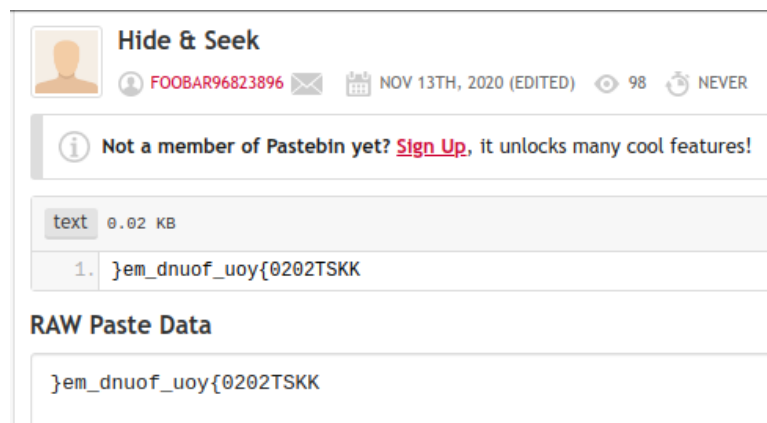 Hide & Seek
FOOBAR96823896 NOV 13TH, 2020 (EDITED) 98 NEVER
Not a member of Pastebin yet? Sign Up, it unlocks many cool features!
text 0.02 KB
1. }em_dnuof_uoy{0202TSKK
RAW Paste Data
}em_dnuof_uoy{0202TSKK